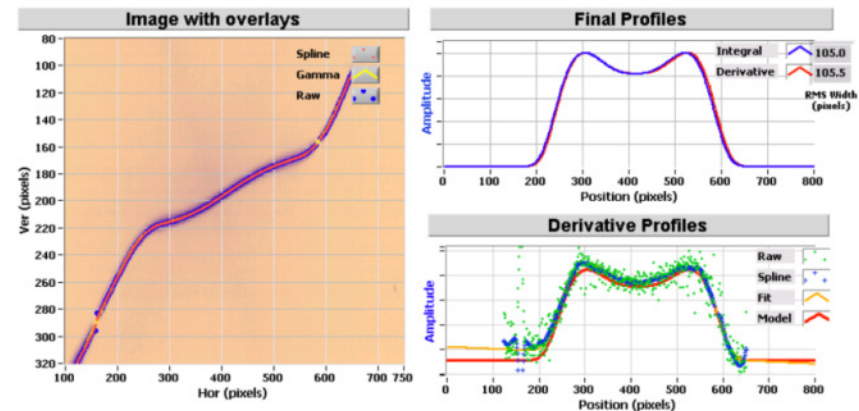 Image with overlays
80
100
120
140
160
180
200
220
240
260
280
300
320
Ver (pixels)
Spline
Gamma
Raw
100 200 300 400 500 600 700 750
Hor (pixels)
Final Profiles
Amplitude
Integral 105.0
Derivative 105.5
RMS Width
(pixels)
0 100 200 300 400 500 600 700 800
Position (pixels)
Derivative Profiles
Amplitude
Raw
Spline
Fit
Model
0 100 200 300 400 500 600 700 800
Position (pixels)